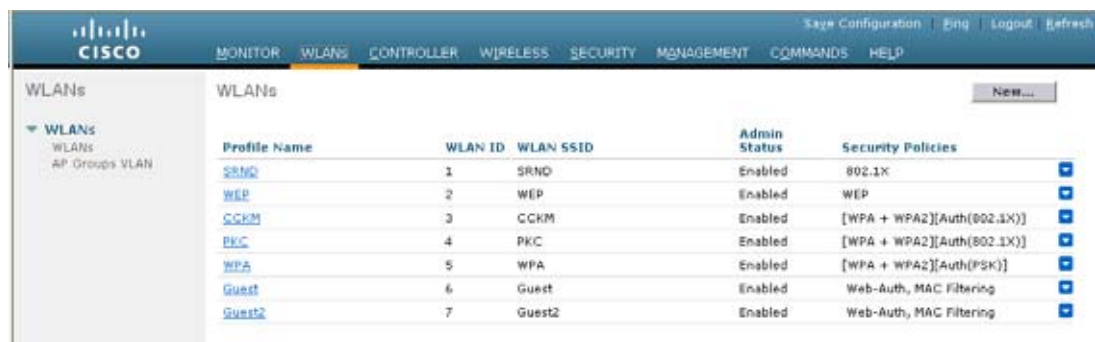 Save Configuration | Ping | Logout | Refresh
CISCO
MONITOR WLANs CONTROLLER WIRELESS SECURITY MANAGEMENT COMMANDS HELP
WLANs
WLANs
WLANs
AP Groups VLAN
WLANs
New...
Profile Name WLAN ID WLAN SSID Admin Status Security Policies
SRND 1 SRND Enabled 802.1X
WEP 2 WEP Enabled WEP
CCKM 3 CCKM Enabled [WPA + WPA2][Auth(802.1X)]
PKC 4 PKC Enabled [WPA + WPA2][Auth(802.1X)]
WPA 5 WPA Enabled [WPA + WPA2][Auth(PSK)]
Guest 6 Guest Enabled Web-Auth, MAC Filtering
Guest2 7 Guest2 Enabled Web-Auth, MAC Filtering